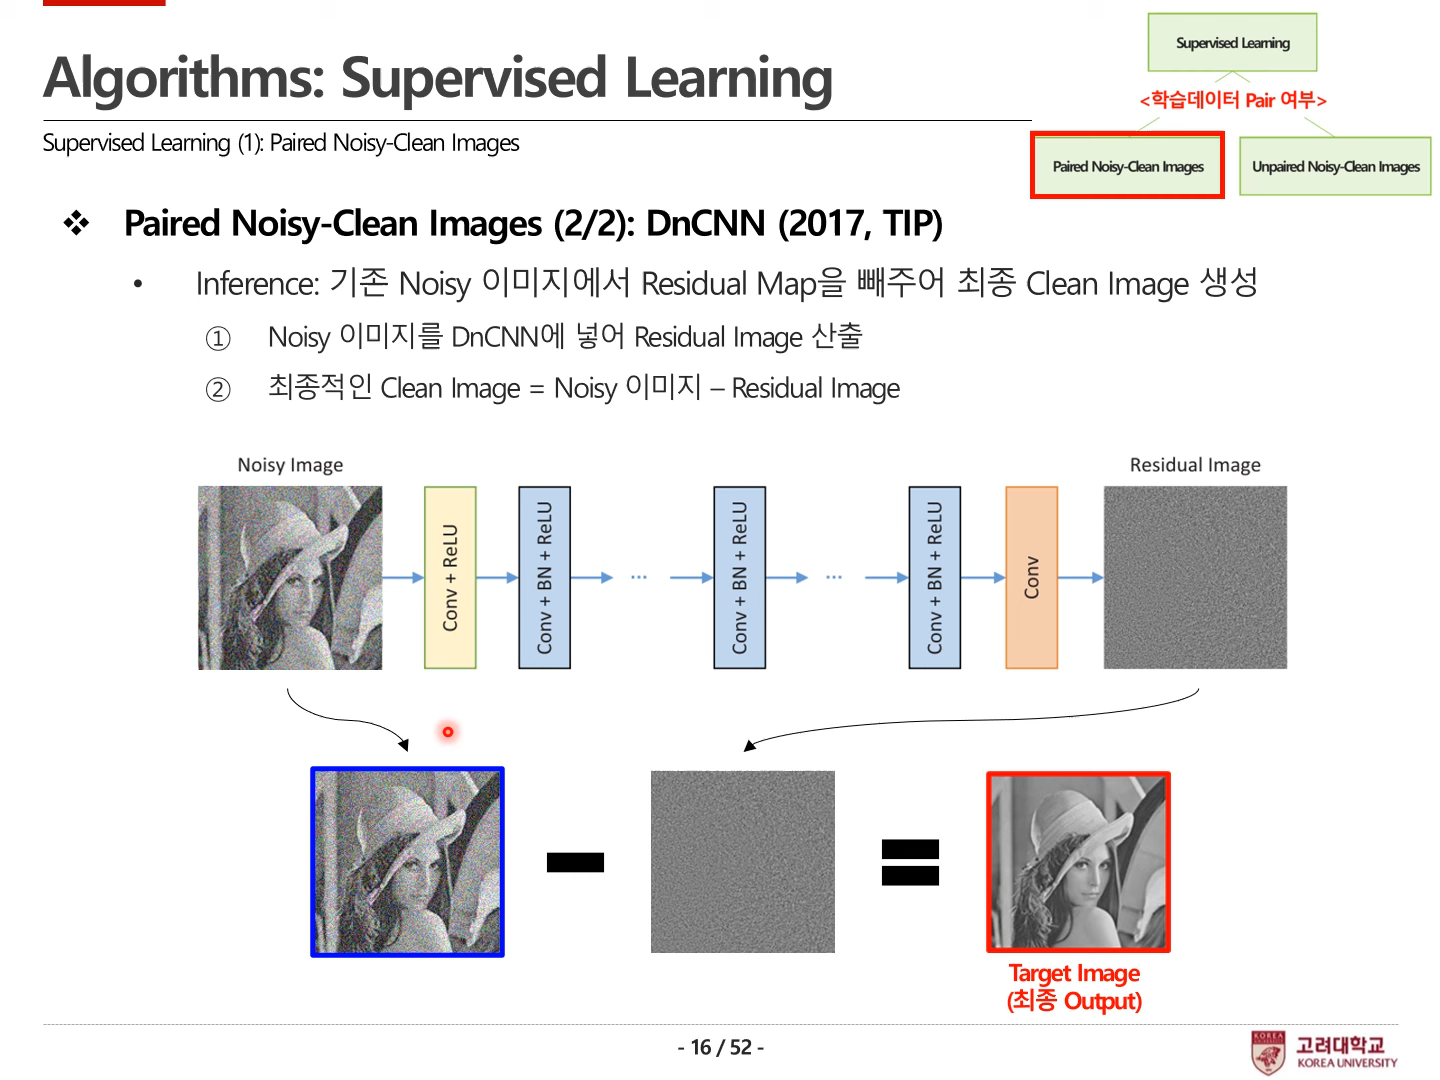 Algorithms: Supervised Learning
Supervised Learning (1): Paired Noisy-Clean Images
Supervised Learning
<학습데이터 Pair 여부>
Paired Noisy-Clean Images
Unpaired Noisy-Clean Images
❖ Paired Noisy-Clean Images (2/2): DnCNN (2017, TIP)
• Inference: 기존 Noisy 이미지에서 Residual Map을 빼주어 최종 Clean Image 생성
① Noisy 이미지를 DnCNN에 넣어 Residual Image 산출
② 최종적인 Clean Image = Noisy 이미지 – Residual Image
Noisy Image
Residual Image
Conv + ReLU
Conv + BN + ReLU
...
Conv + BN + ReLU
...
Conv + BN + ReLU
Conv
Target Image
(최종 Output)
- 16 / 52 -
KOREA
고려대학교
KOREA UNIVERSITY